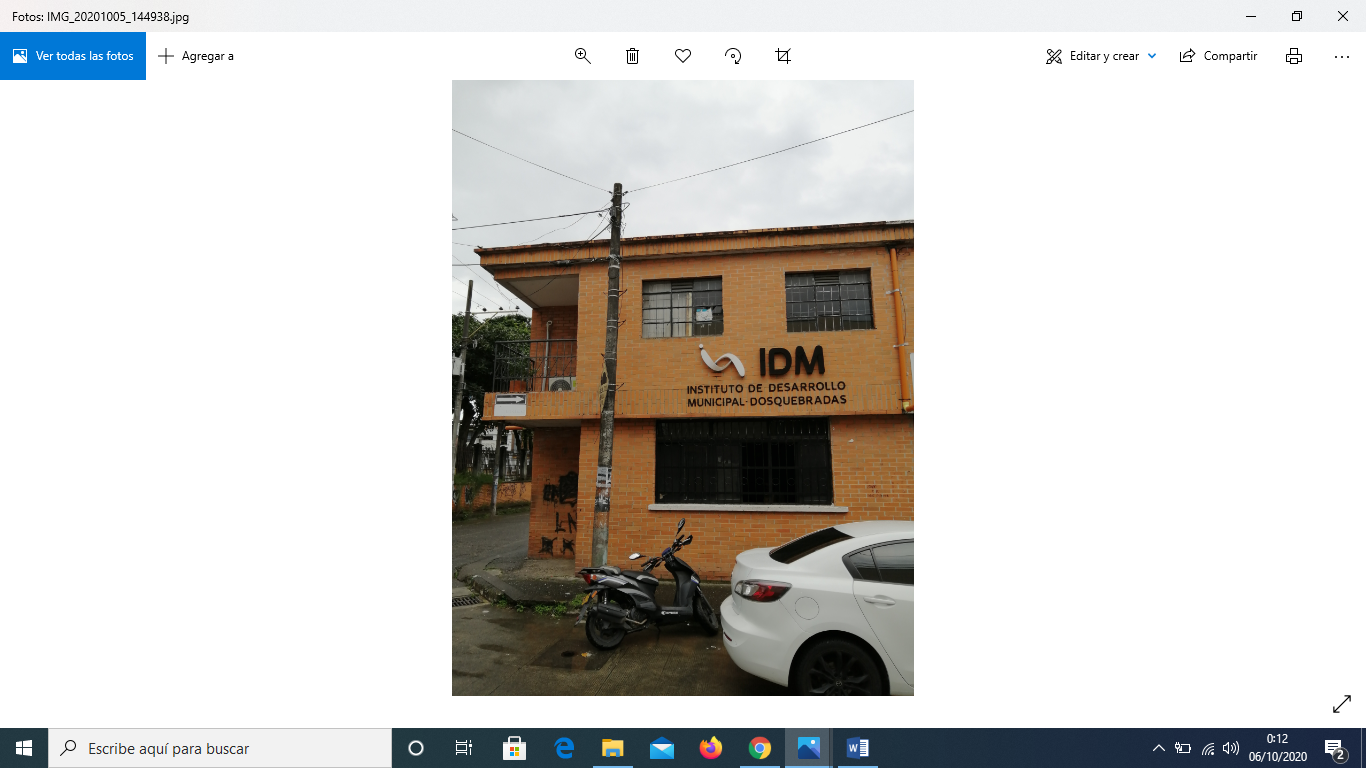 Fotos: IMG_20201005_144938.jpg
Ver todas las fotos
Agregar a
Editar y crear
Compartir
IDM
INSTITUTO DE DESARROLLO
MUNICIPAL-DOSQUEBRADAS
Escribe aquí para buscar
0:12
06/10/2020
2